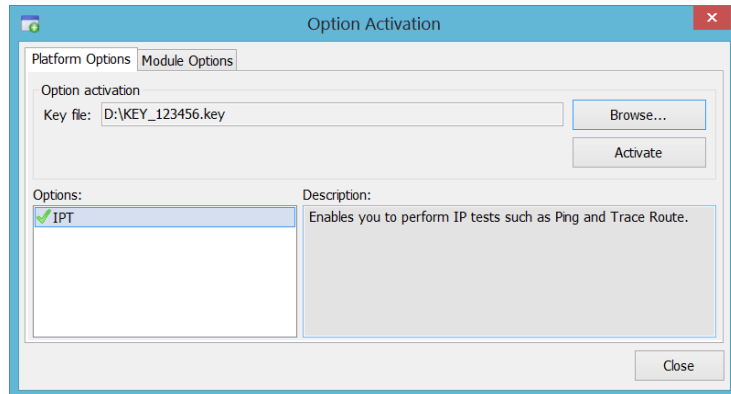 Option Activation
Platform Options Module Options
Option activation
Key file: D:\KEY_123456.key Browse...
Activate
Options: Description:
IPT Enables you to perform IP tests such as Ping and Trace Route.
Close